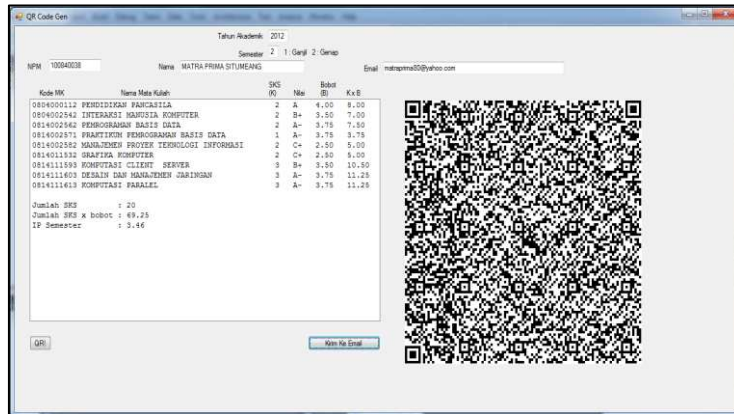 QR Code Gen
Tahun Akademik 2012
Semester 2 1 : Ganjil 2 : Genap
NPM 100840038 Nama MATRA PRIMA SITUMEANG Email matraprima80@yahoo.com
Kode MK Nama Mata Kuliah SKS (K) Nilai Bobot (B) K x B
0804000112 PENDIDIKAN PANCASILA 2 A 4.00 8.00
0804002542 INTERAKSI MANUSIA KOMPUTER 2 B+ 3.50 7.00
0814002562 PEMROGRAMAN BASIS DATA 2 A- 3.75 7.50
0814002571 PRAKTIKUM PEMROGRAMAN BASIS DATA 1 A- 3.75 3.75
0814002582 MANAJEMEN PROYEK TEKNOLOGI INFORMASI 2 C+ 2.50 5.00
0814011532 GRAFIKA KOMPUTER 2 C+ 2.50 5.00
0814111593 KOMPUTASI CLIENT SERVER 3 B+ 3.50 10.50
0814111603 DESAIN DAN MANAJEMEN JARINGAN 3 A- 3.75 11.25
0814111613 KOMPUTASI PARALEL 3 A- 3.75 11.25
Jumlah SKS : 20
Jumlah SKS x bobot : 69.25
IP Semester : 3.46
QR!
Kirim Ke Email